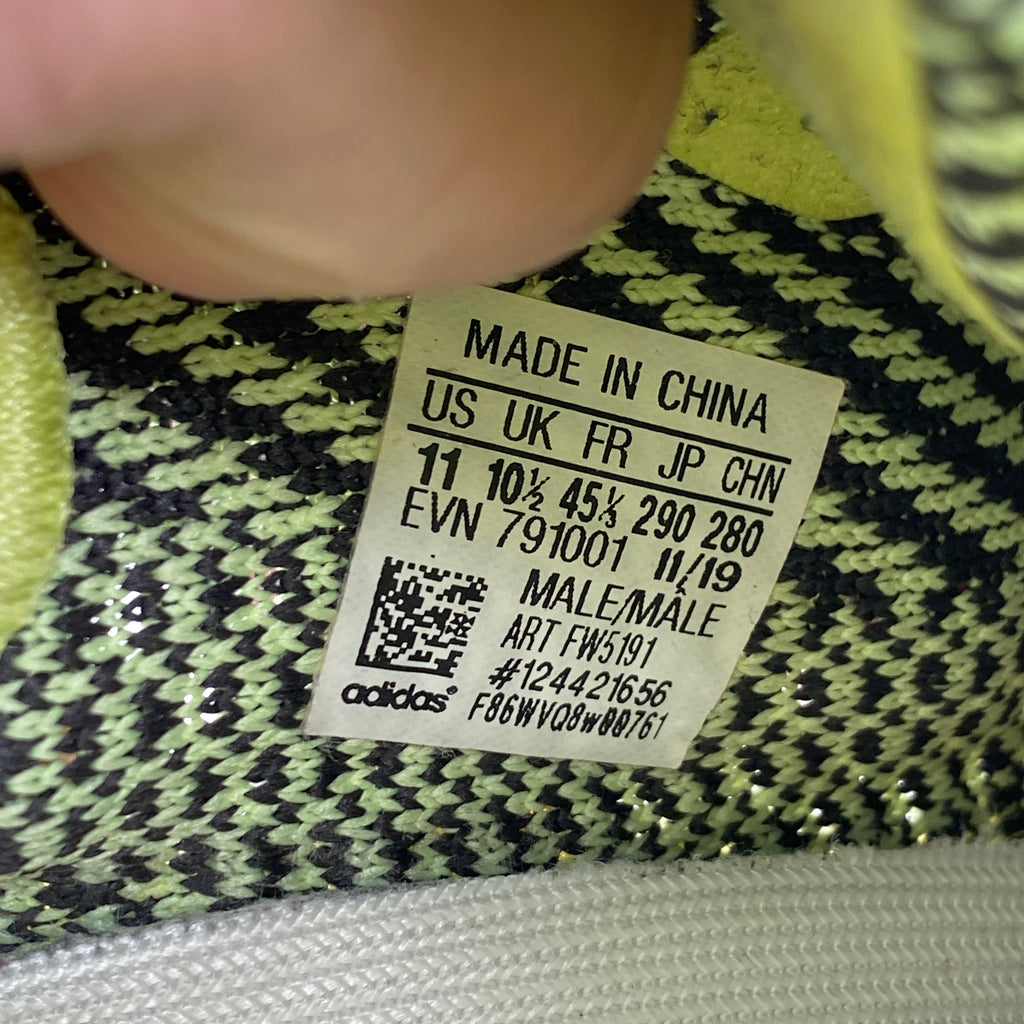 MADE IN CHINA
US UK FR JP CHN
11 10½ 45⅓ 290 280
EVN 791001 11/19
MALE/MÂLE
ART FW5191
#124421656
adidas®